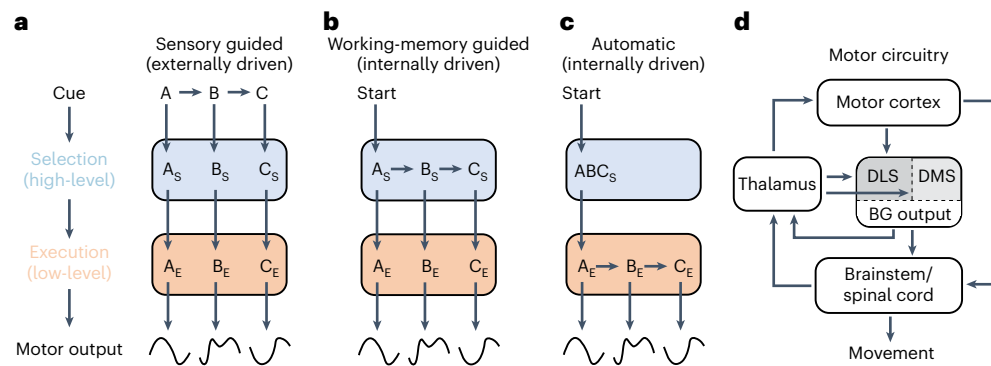 a
b
c
d
Sensory guided
(externally driven)
Working-memory guided
(internally driven)
Automatic
(internally driven)
Motor circuitry
Cue
A B C
Start
Start
Selection
(high-level)
AS BS CS
AS BS CS
ABCS
Execution
(low-level)
AE BE CE
AE BE CE
AE BE CE
Motor output
Motor cortex
Thalamus
DLS DMS
BG output
Brainstem/
spinal cord
Movement